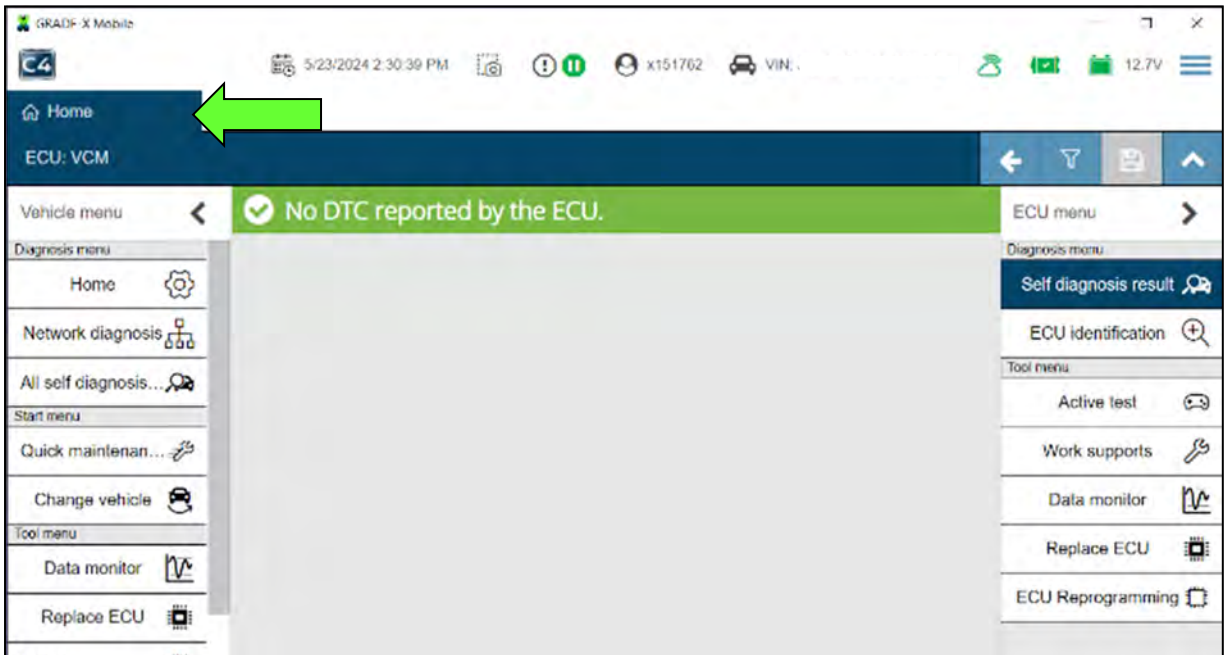 GRADE-X Mobile
C4
5/23/2024 2:30:39 PM x151762 VIN: 12.7V
Home
ECU: VCM
Vehicle menu
No DTC reported by the ECU.
ECU menu
Diagnosis menu
Diagnosis menu
Home
Self diagnosis result
Network diagnosis
ECU identification
All self diagnosis...
Tool menu
Start menu
Active test
Quick maintenan...
Work supports
Change vehicle
Data monitor
Tool menu
Replace ECU
Data monitor
ECU Reprogramming
Replace ECU